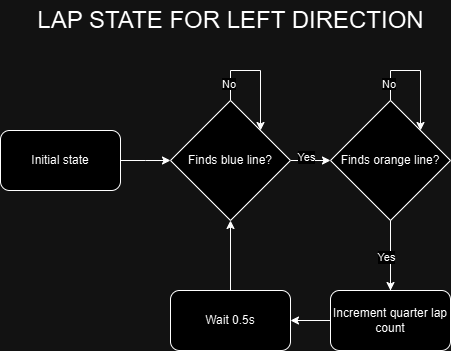 LAP STATE FOR LEFT DIRECTION
No
No
Initial state
Finds blue line?
Yes
Finds orange line?
Yes
Wait 0.5s
Increment quarter lap
count